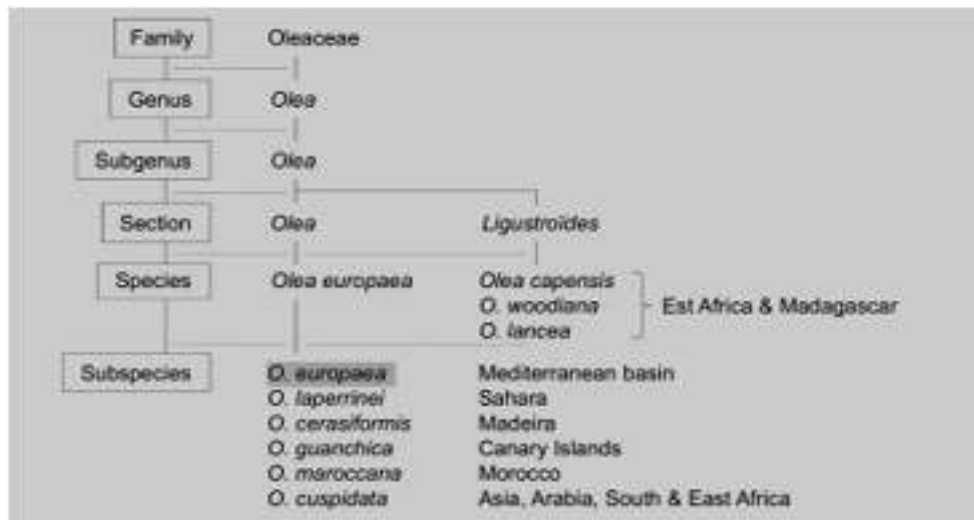 Family Oleaceae
Genus Olea
Subgenus Olea
Section Olea Ligustroïdes
Species Olea europaea Olea capensis
O. woodiana
O. lancea
Est Africa & Madagascar
Subspecies O. europaea Mediterranean basin
O. laperrinei Sahara
O. cerasiformis Madeira
O. guanchica Canary Islands
O. maroccana Morocco
O. cuspidata Asia, Arabia, South & East Africa